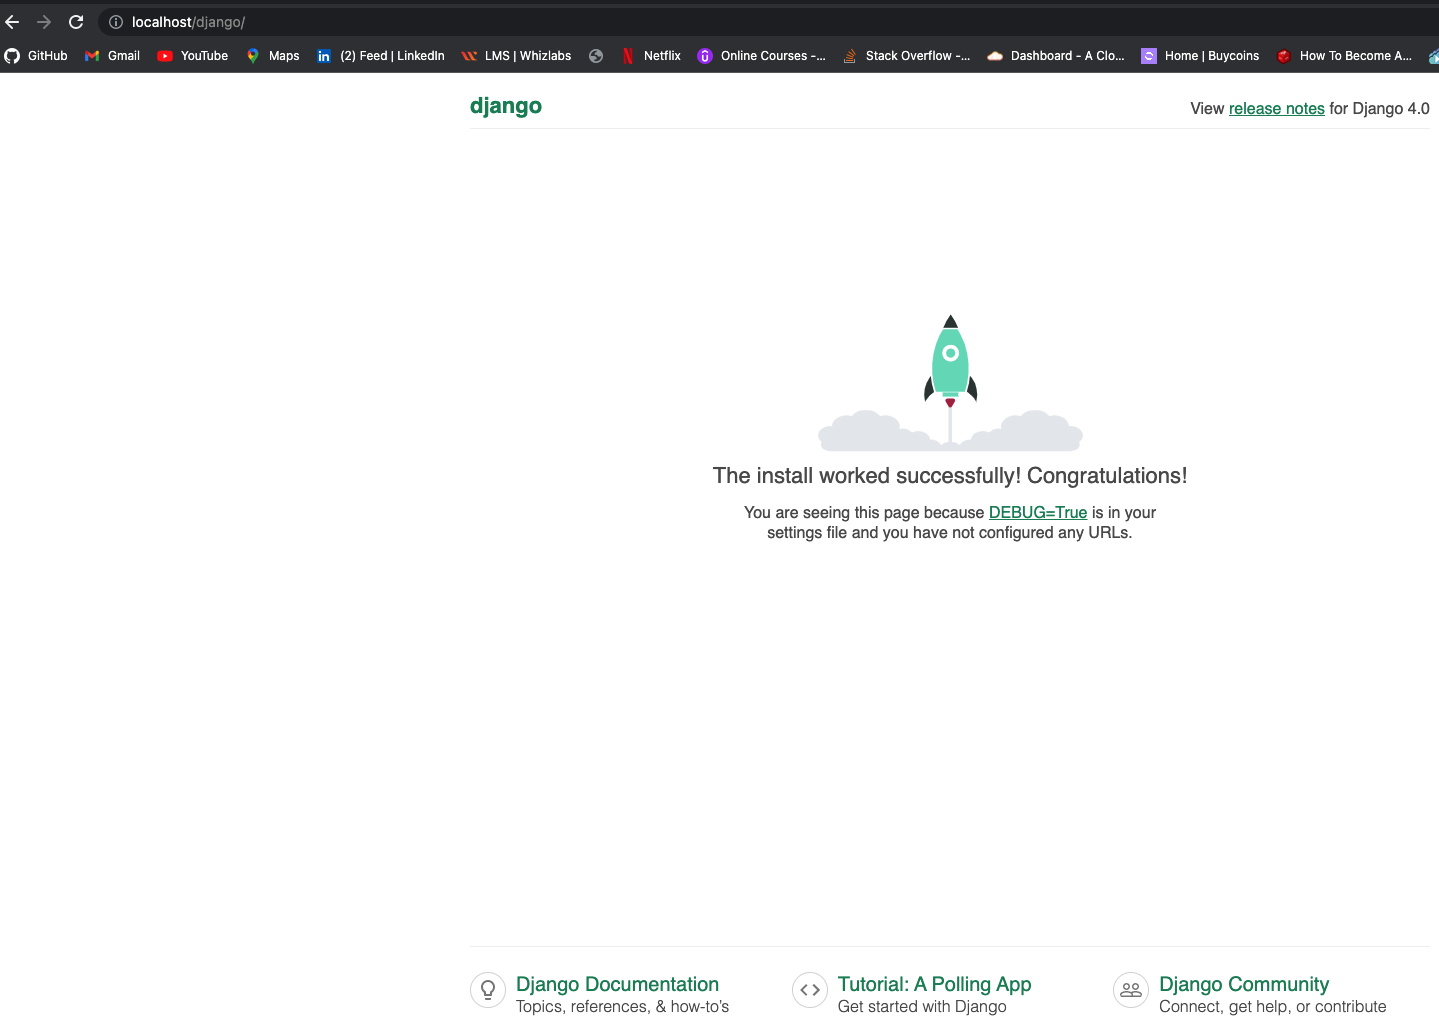 localhost/django/
GitHub Gmail YouTube Maps (2) Feed | LinkedIn LMS | Whizlabs Netflix Online Courses -... Stack Overflow -... Dashboard - A Clo... Home | Buycoins How To Become A...
django
View release notes for Django 4.0
The install worked successfully! Congratulations!
You are seeing this page because DEBUG=True is in your
settings file and you have not configured any URLs.
Django Documentation
Topics, references, & how-to's
Tutorial: A Polling App
Get started with Django
Django Community
Connect, get help, or contribute